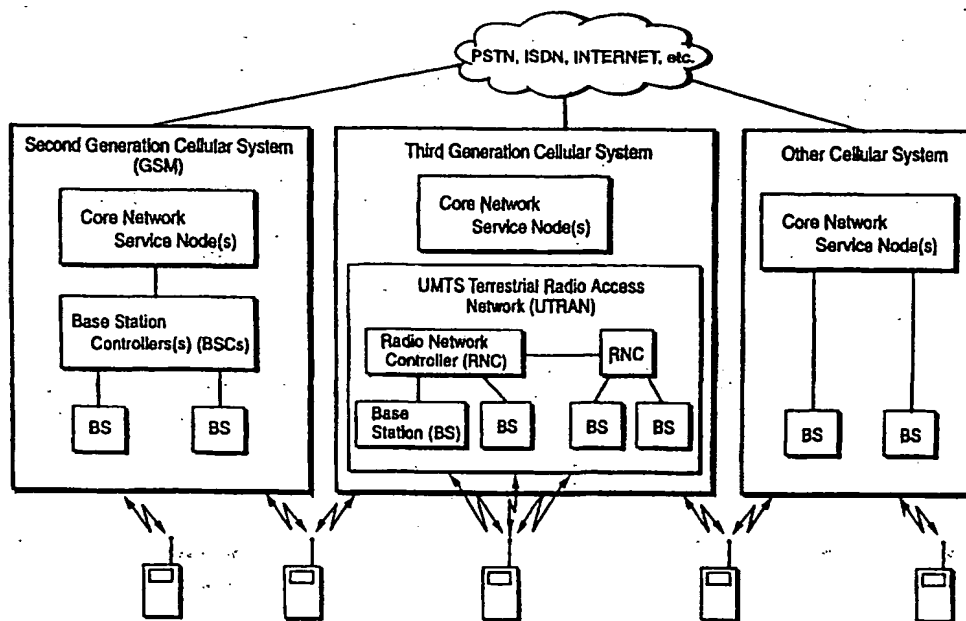 PSTN, ISDN, INTERNET, etc.
Second Generation Cellular System
(GSM)
Core Network
Service Node(s)
Base Station
Controllers(s) (BSCs)
BS
BS
Third Generation Cellular System
Core Network
Service Node(s)
UMTS Terrestrial Radio Access
Network (UTRAN)
Radio Network
Controller (RNC)
RNC
Base
Station (BS)
BS
BS
BS
Other Cellular System
Core Network
Service Node(s)
BS
BS